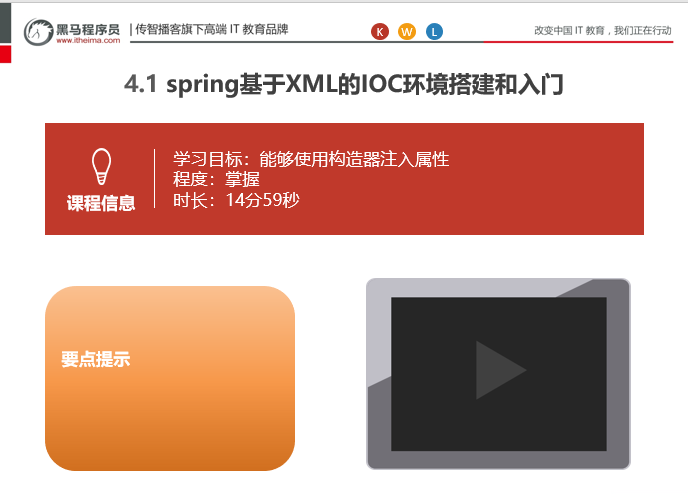 黑马程序员
www.itheima.com
传智播客旗下高端 IT 教育品牌
K W L
改变中国 IT 教育，我们正在行动
4.1 spring基于XML的IOC环境搭建和入门
课程信息
学习目标：能够使用构造器注入属性
程度：掌握
时长：14分59秒
要点提示